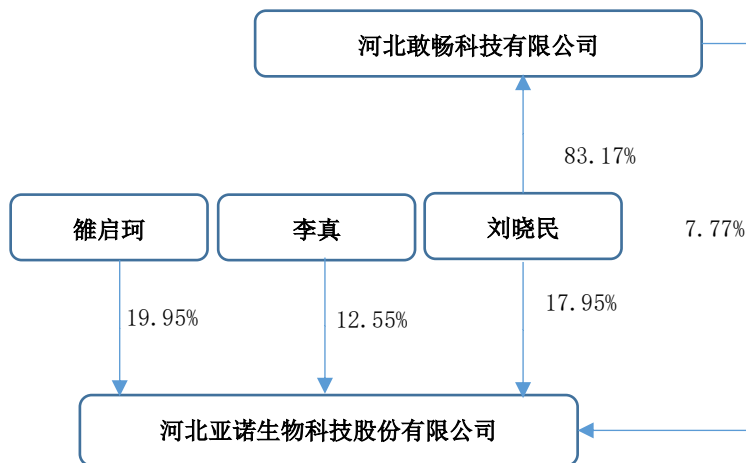 河北敢畅科技有限公司
83.17%
雒启珂
李真
刘晓民
7.77%
19.95%
12.55%
17.95%
河北亚诺生物科技股份有限公司